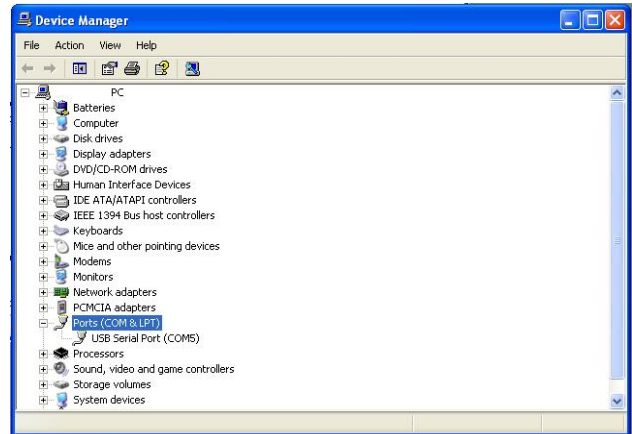 Device Manager
File Action View Help
PC
Batteries
Computer
Disk drives
Display adapters
DVD/CD-ROM drives
Human Interface Devices
IDE ATA/ATAPI controllers
IEEE 1394 Bus host controllers
Keyboards
Mice and other pointing devices
Modems
Monitors
Network adapters
PCMCIA adapters
Ports (COM & LPT)
USB Serial Port (COM5)
Processors
Sound, video and game controllers
Storage volumes
System devices